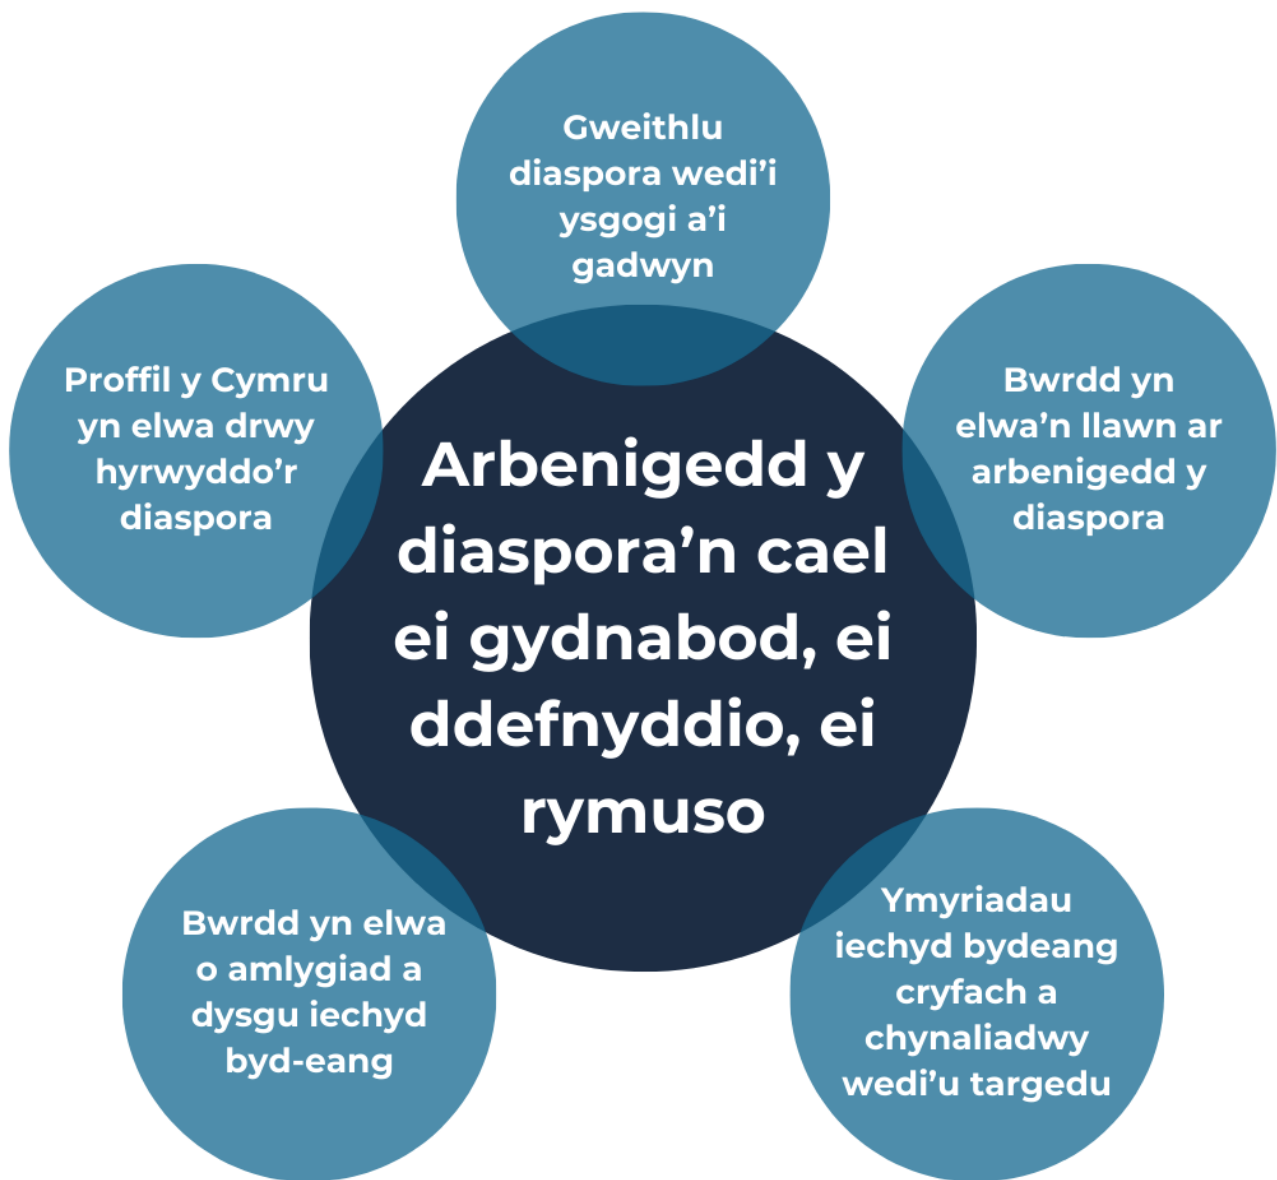 Gweithlu
diaspora wedi’i
ysgogi a’i
gadwyn
Proffil y Cymru
yn elwa drwy
hyrwyddo’r
diaspora
Bwrdd yn
elwa’n llawn ar
arbenigedd y
diaspora
Arbenigedd y
diaspora’n cael
ei gydnabod, ei
ddefnyddio, ei
rymuso
Bwrdd yn elwa
o amlygiad a
dysgu iechyd
byd-eang
Ymyriadau
iechyd bydeang
cryfach a
chynaliadwy
wedi’u targedu